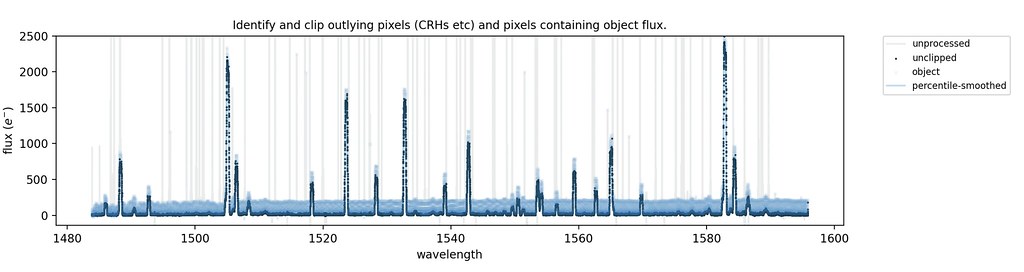 Identify and clip outlying pixels (CRHs etc) and pixels containing object flux.
2500
2000
1500
1000
500
0
flux (e⁻)
1480
1500
1520
1540
1560
1580
1600
wavelength
unprocessed
unclipped
object
percentile-smoothed